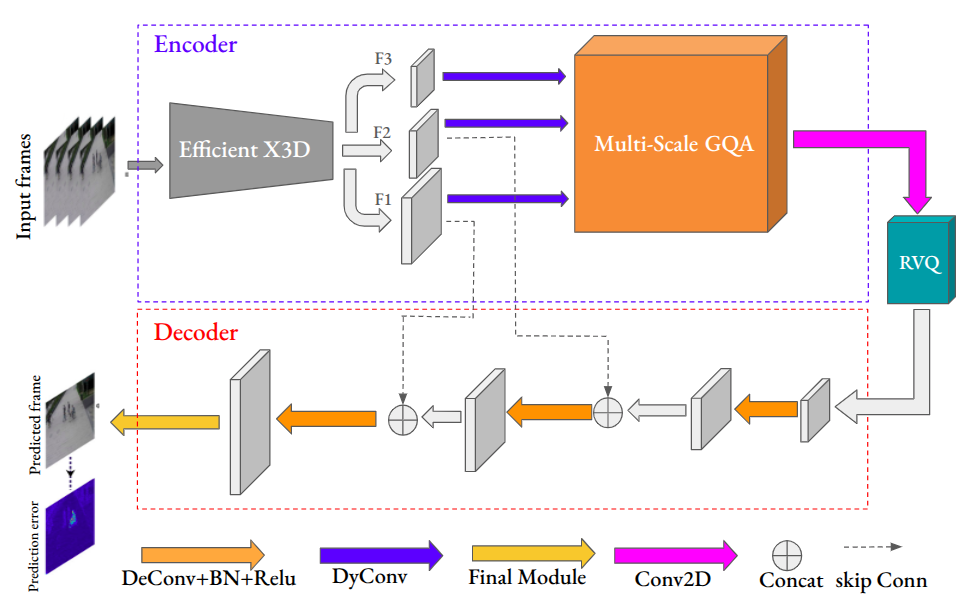 Encoder
Input frames
Efficient X3D
F3
F2
F1
Multi-Scale GQA
RVQ
Decoder
Predicted frame
Prediction error
DeConv+BN+Relu
DyConv
Final Module
Conv2D
Concat
skip Conn